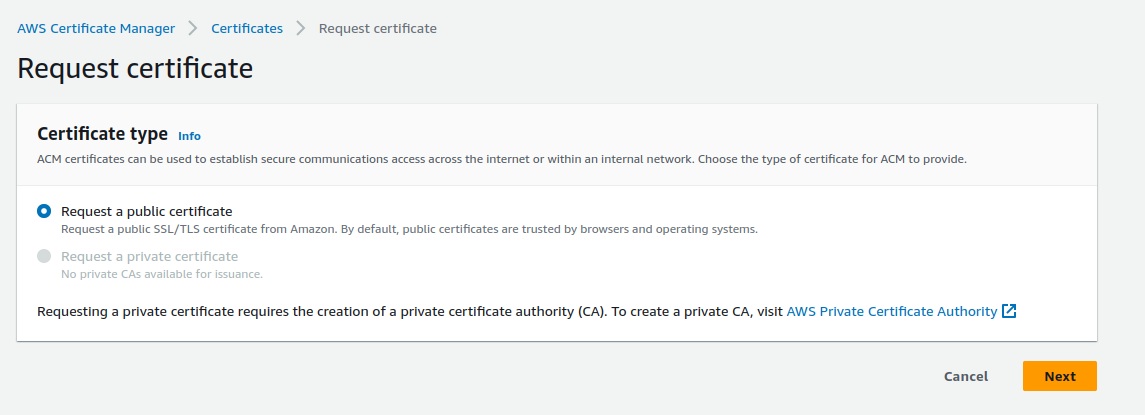 AWS Certificate Manager > Certificates > Request certificate
Request certificate
Certificate type Info
ACM certificates can be used to establish secure communications access across the internet or within an internal network. Choose the type of certificate for ACM to provide.
Request a public certificate
Request a public SSL/TLS certificate from Amazon. By default, public certificates are trusted by browsers and operating systems.
Request a private certificate
No private CAs available for issuance.
Requesting a private certificate requires the creation of a private certificate authority (CA). To create a private CA, visit AWS Private Certificate Authority
Cancel Next